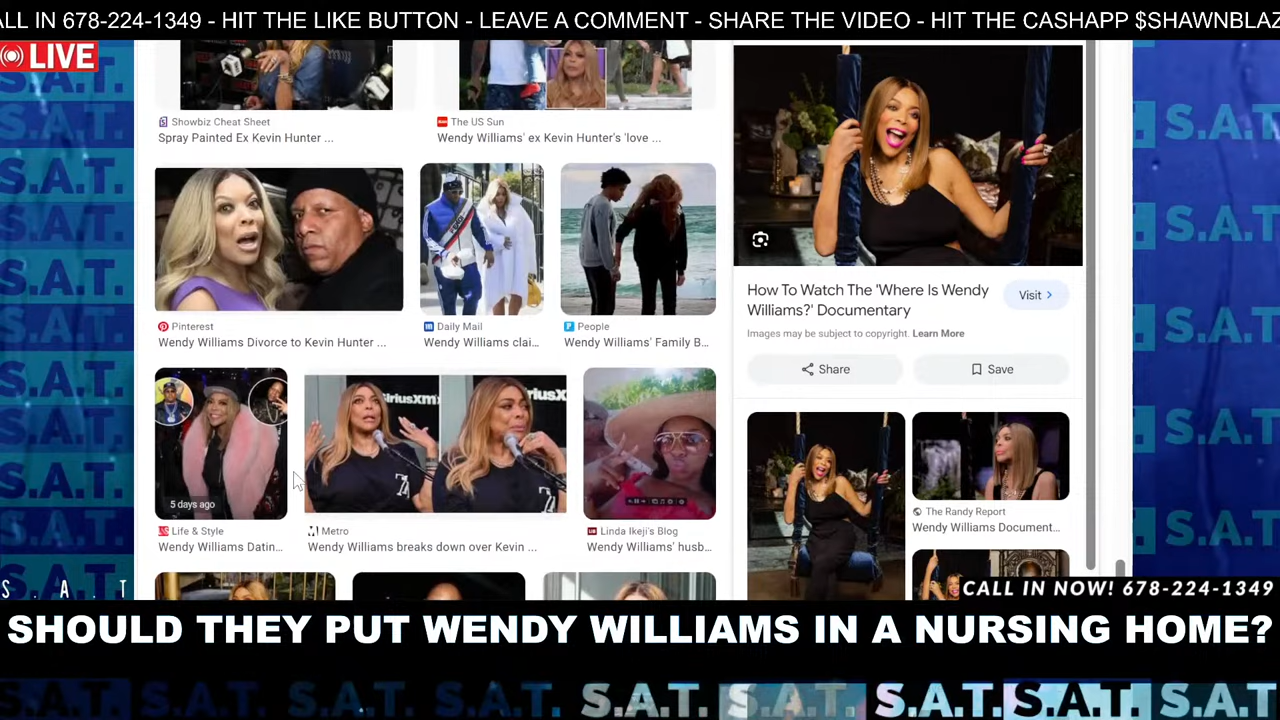 ALL IN 678-224-1349 - HIT THE LIKE BUTTON - LEAVE A COMMENT - SHARE THE VIDEO - HIT THE CASHAPP $SHAWNBLAZ
LIVE
S.A.T.
S.A.T.
S.A.T.
S.A.T.
S.A.T.
S.A.T
S.A.T
S.A.T
S.A.T
S.A.T
Showbiz Cheat Sheet
Spray Painted Ex Kevin Hunter ...
The US Sun
Wendy Williams' ex Kevin Hunter's 'love ...
Pinterest
Wendy Williams Divorce to Kevin Hunter ...
Daily Mail
Wendy Williams clai...
People
Wendy Williams' Family B...
How To Watch The 'Where Is Wendy
Williams?' Documentary
Visit >
Images may be subject to copyright. Learn More
Share
Save
5 days ago
Life & Style
Wendy Williams Datin...
siriusxm
irius
Metro
Wendy Williams breaks down over Kevin ...
Linda Ikeji's Blog
Wendy Williams' husb...
The Randy Report
Wendy Williams Document...
S. A. T
CALL IN NOW! 678-224-1349
SHOULD THEY PUT WENDY WILLIAMS IN A NURSING HOME?
S.A.T. S.A.T. S.A.T. S.A.T. S.A.T. S.A.T. S.A.T. S.A.T. S.A.T. S.A.T